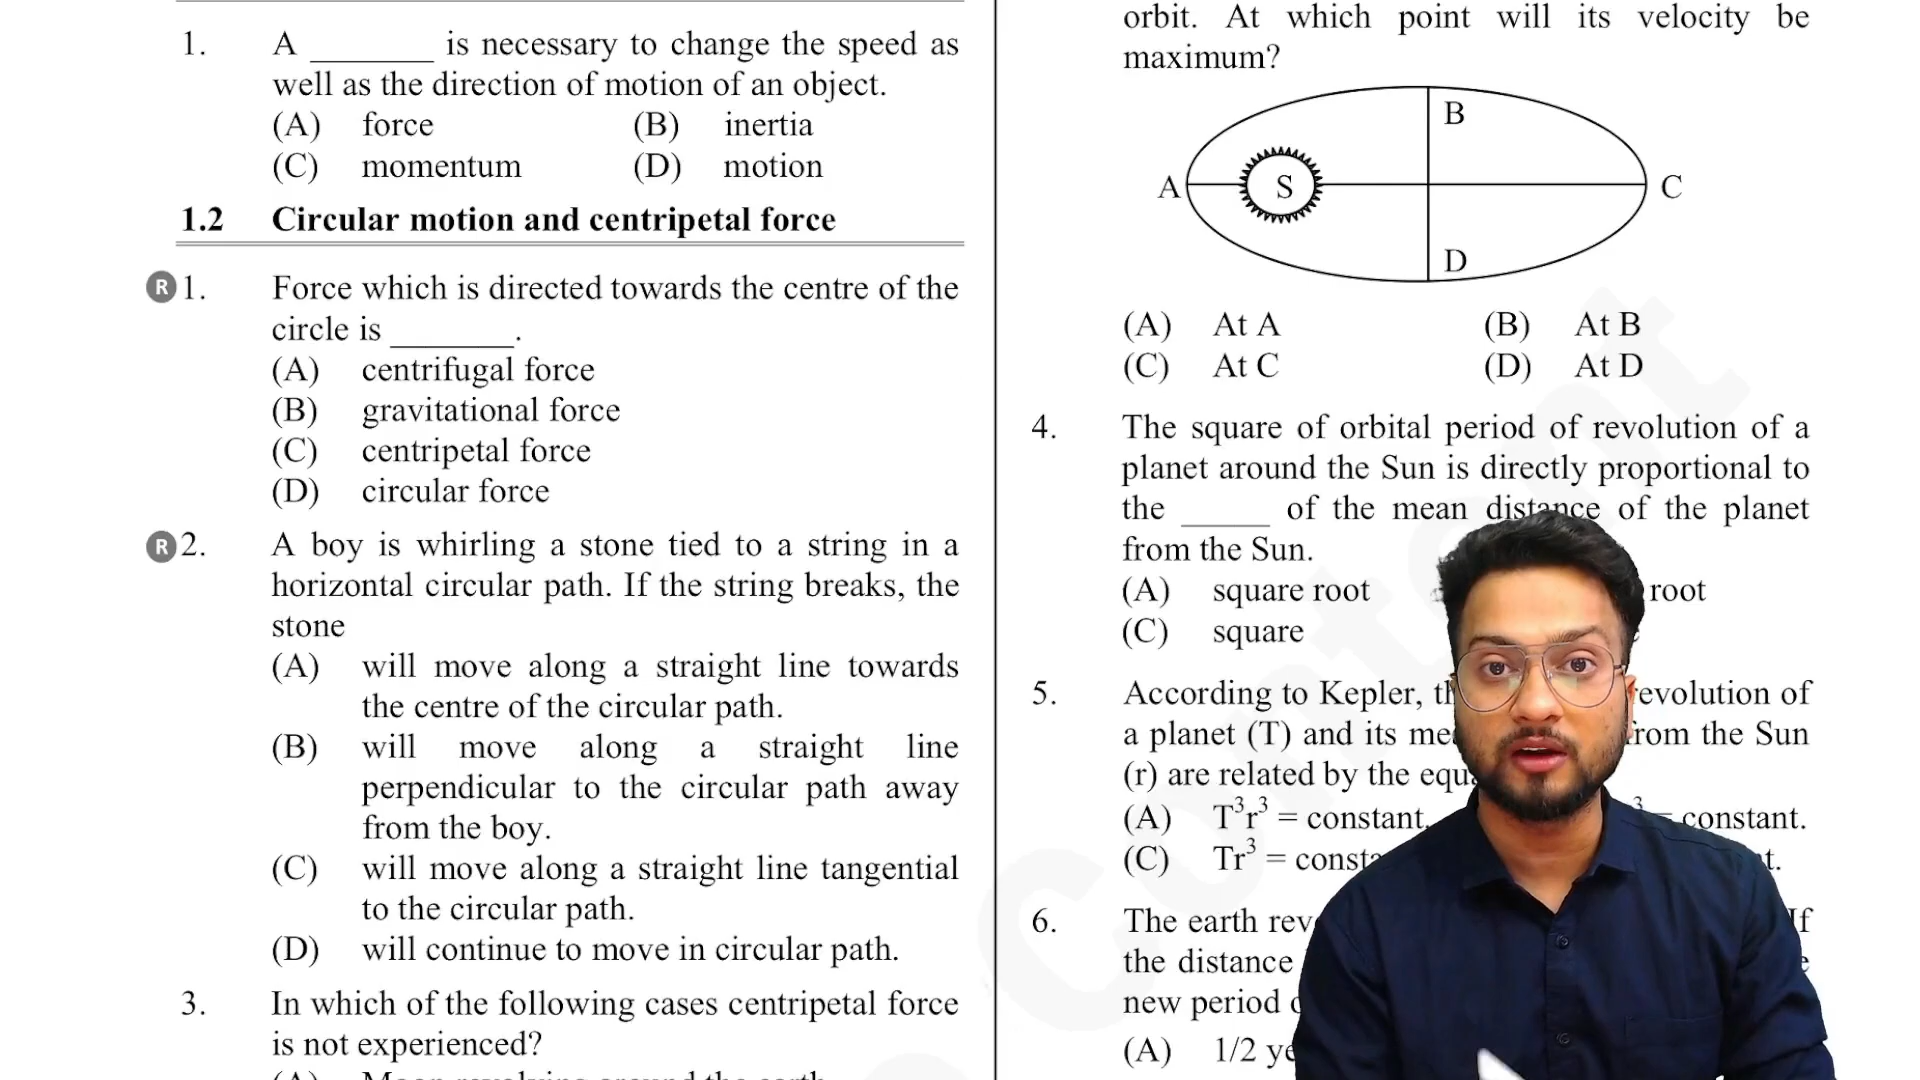 1. A ________ is necessary to change the speed as
well as the direction of motion of an object.
(A) force (B) inertia
(C) momentum (D) motion
1.2 Circular motion and centripetal force
R 1. Force which is directed towards the centre of the
circle is ________.
(A) centrifugal force
(B) gravitational force
(C) centripetal force
(D) circular force
R 2. A boy is whirling a stone tied to a string in a
horizontal circular path. If the string breaks, the
stone
(A) will move along a straight line towards
the centre of the circular path.
(B) will move along a straight line
perpendicular to the circular path away
from the boy.
(C) will move along a straight line tangential
to the circular path.
(D) will continue to move in circular path.
3. In which of the following cases centripetal force
is not experienced?
(A) Moon revolving around the earth
orbit. At which point will its velocity be
maximum?
B
A S C
D
(A) At A (B) At B
(C) At C (D) At D
4. The square of orbital period of revolution of a
planet around the Sun is directly proportional to
the ______ of the mean distance of the planet
from the Sun.
(A) square root root
(C) square
5. According to Kepler, evolution of
a planet (T) and its from the Sun
(r) are related by the
(A) T³r³ = constant. = constant.
(C) Tr³ =
6. The earth If
the distance
new period
(A) 1/2